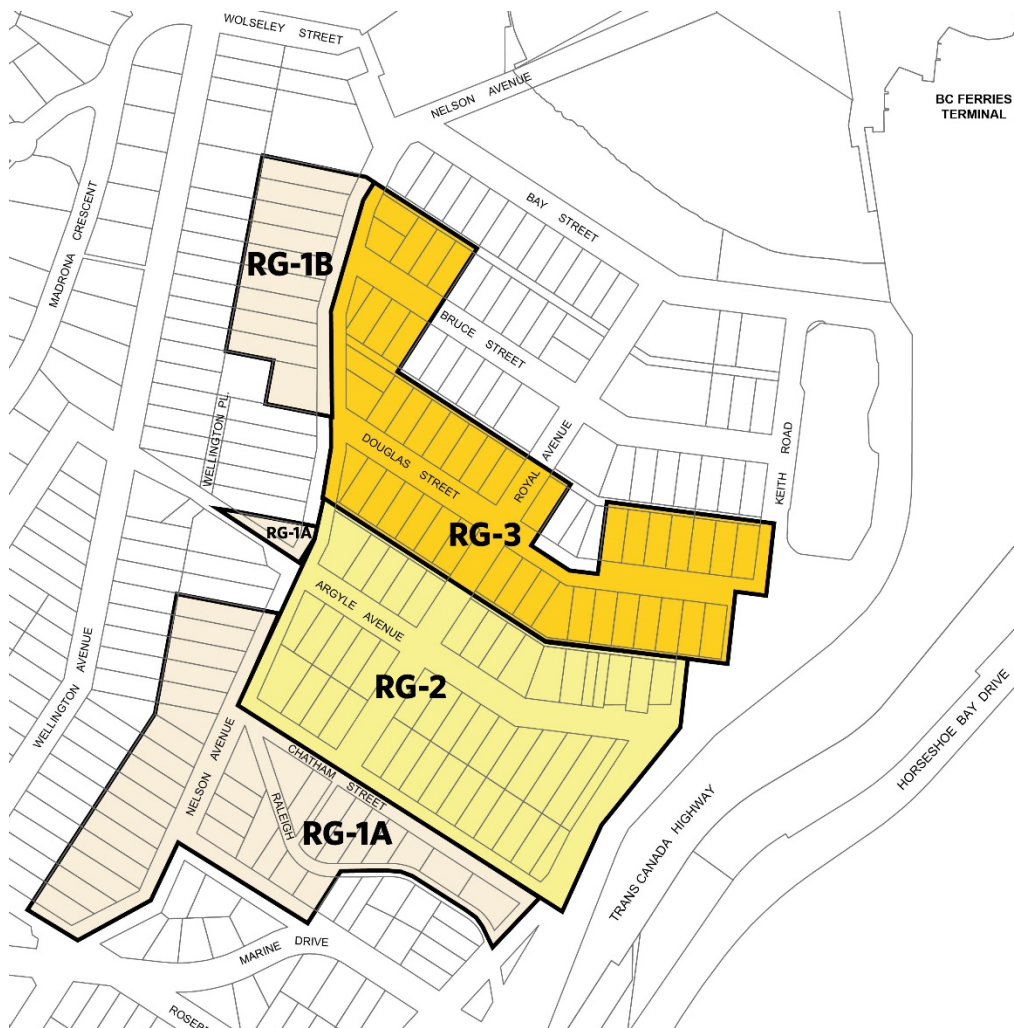 WOLSELEY
STREET
NELSON AVENUE
BC FERRIES
TERMINAL
MADRONA CRESCENT
BAY STREET
RG-1B
BRUCE STREET
WELLINGTON PL.
DOUGLAS STREET
ROYAL AVENUE
KEITH ROAD
RG-1A
RG-3
ARGYLE AVENUE
WELLINGTON AVENUE
RG-2
NELSON AVENUE
CHATHAM STREET
RALEIGH
RG-1A
HORSESHOE BAY DRIVE
TRANS CANADA HIGHWAY
MARINE DRIVE